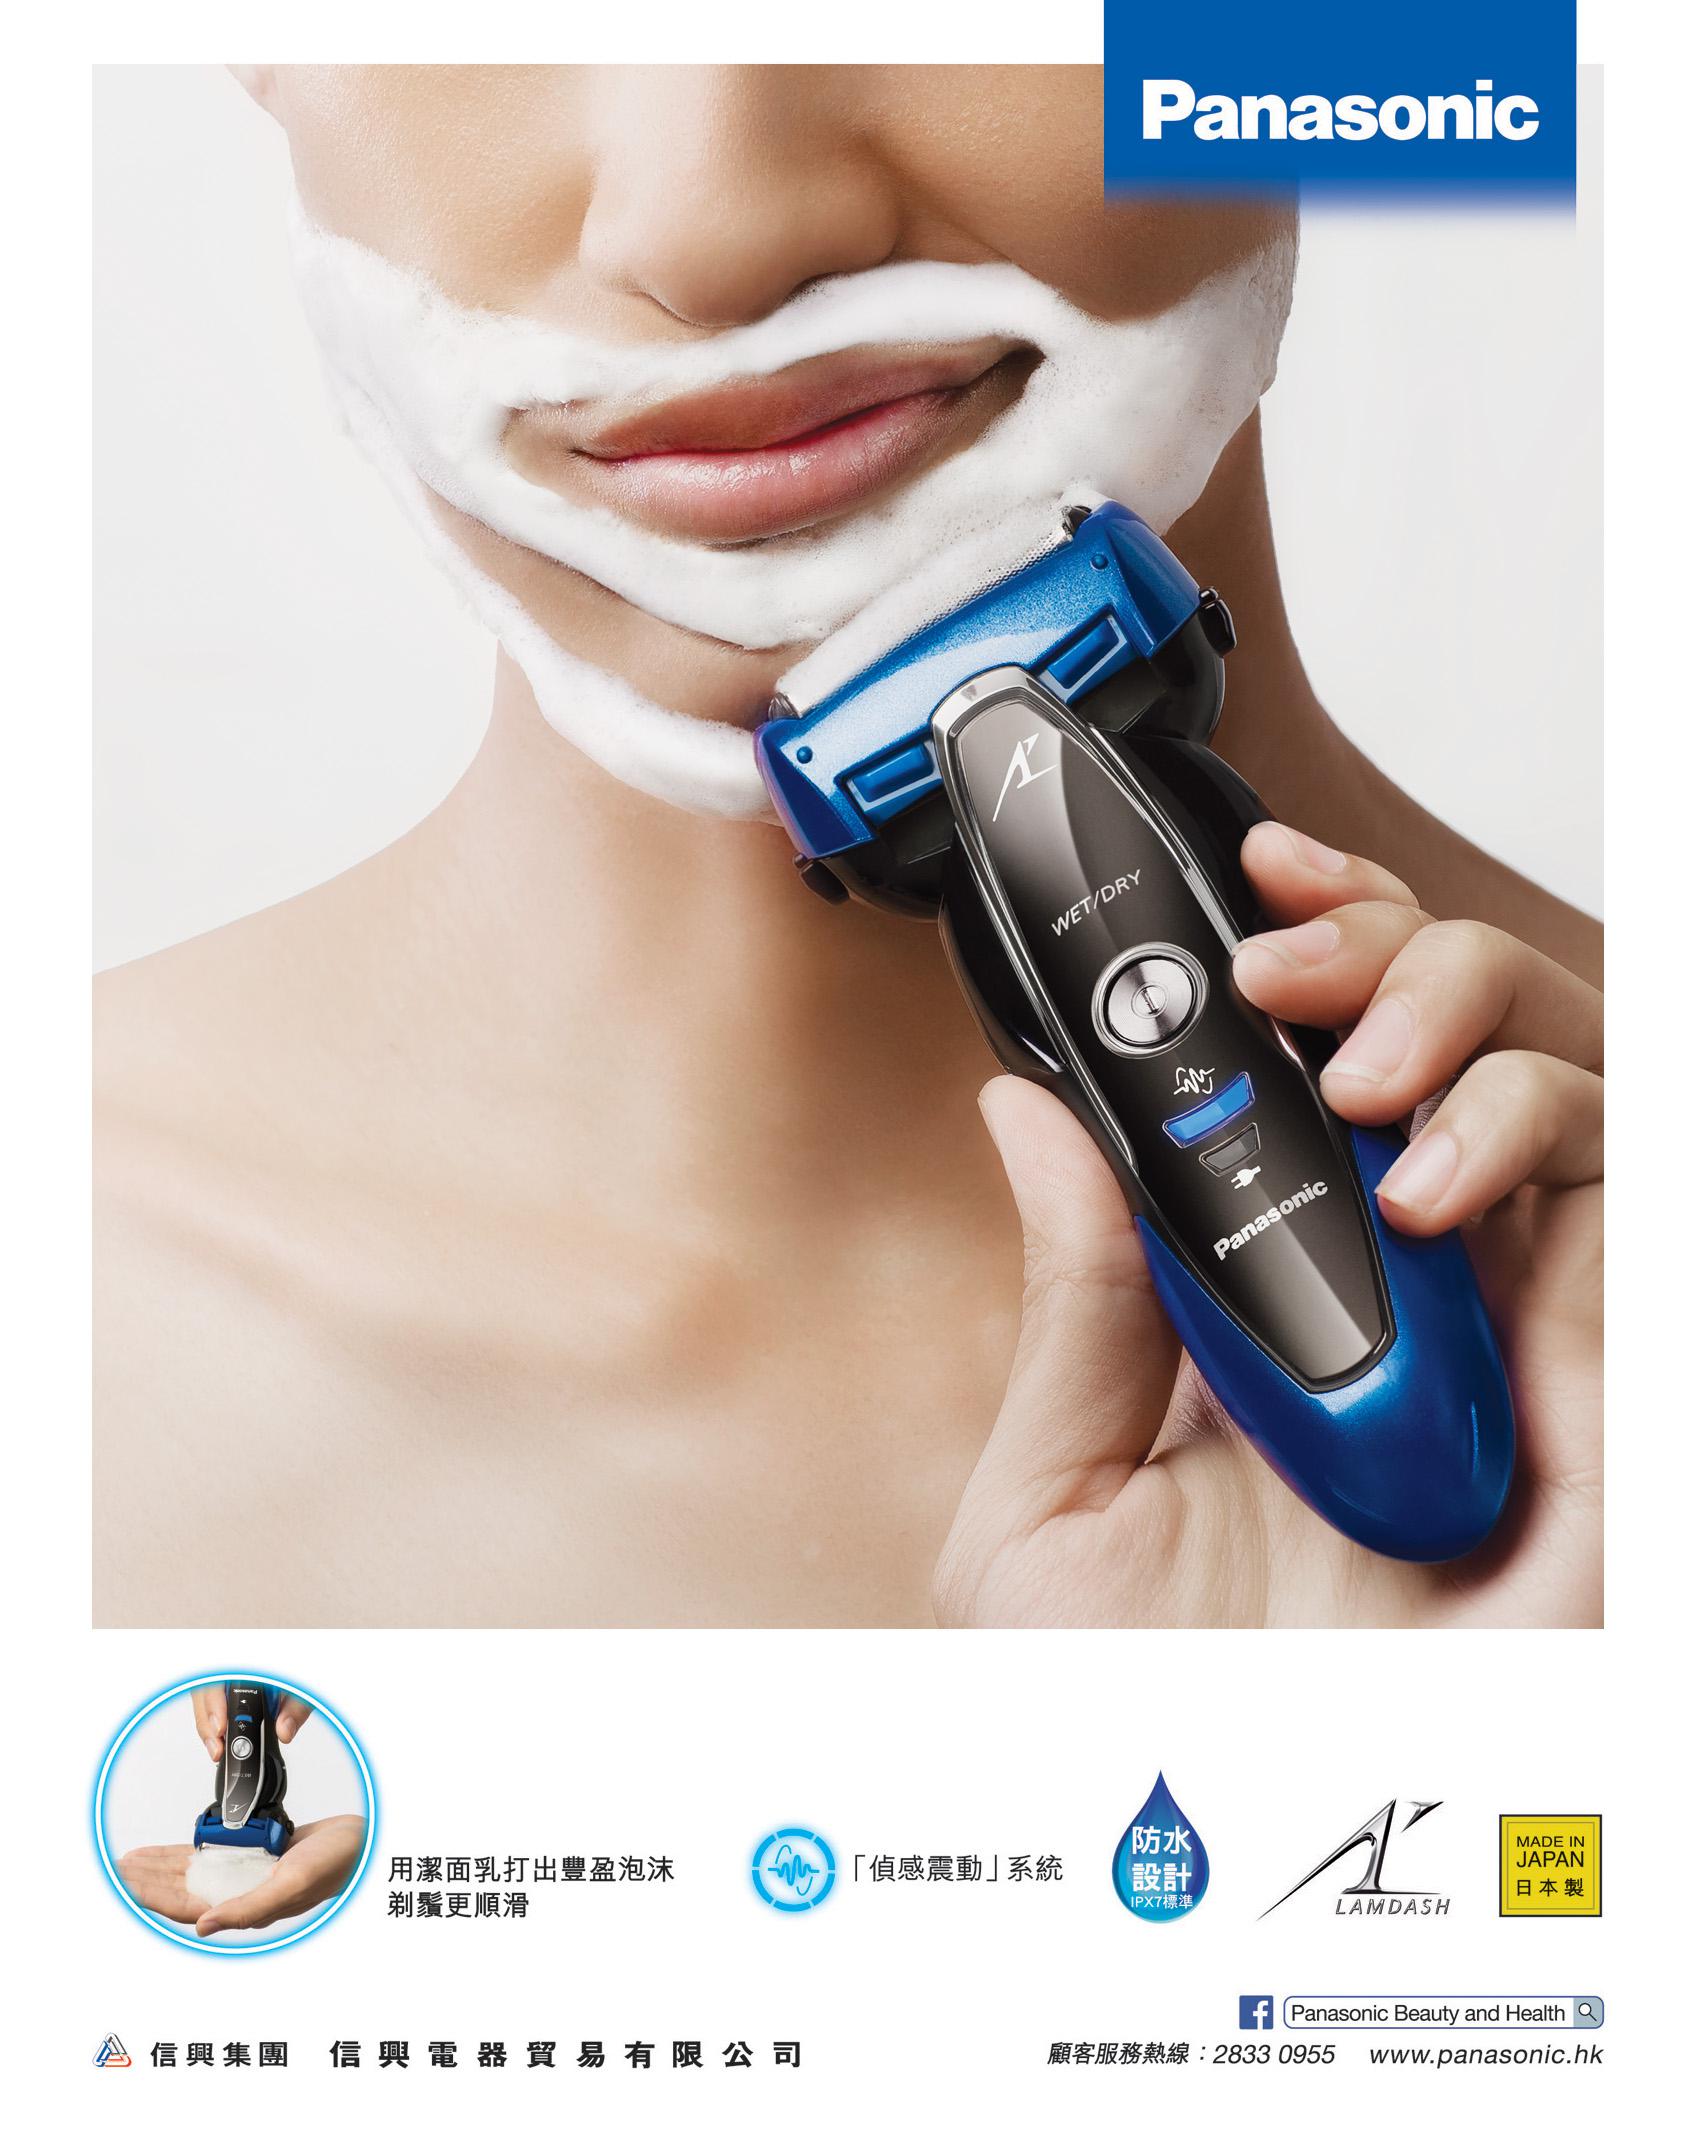 Panasonic
WET/DRY
Panasonic
用潔面乳打出豐盈泡沫
剃鬚更順滑
「偵感震動」系統
防水
設計
IPX7標準
LAMDASH
MADE IN
JAPAN
日本製
Panasonic Beauty and Health
信興集團 信興電器貿易有限公司
顧客服務熱線：2833 0955 www.panasonic.hk